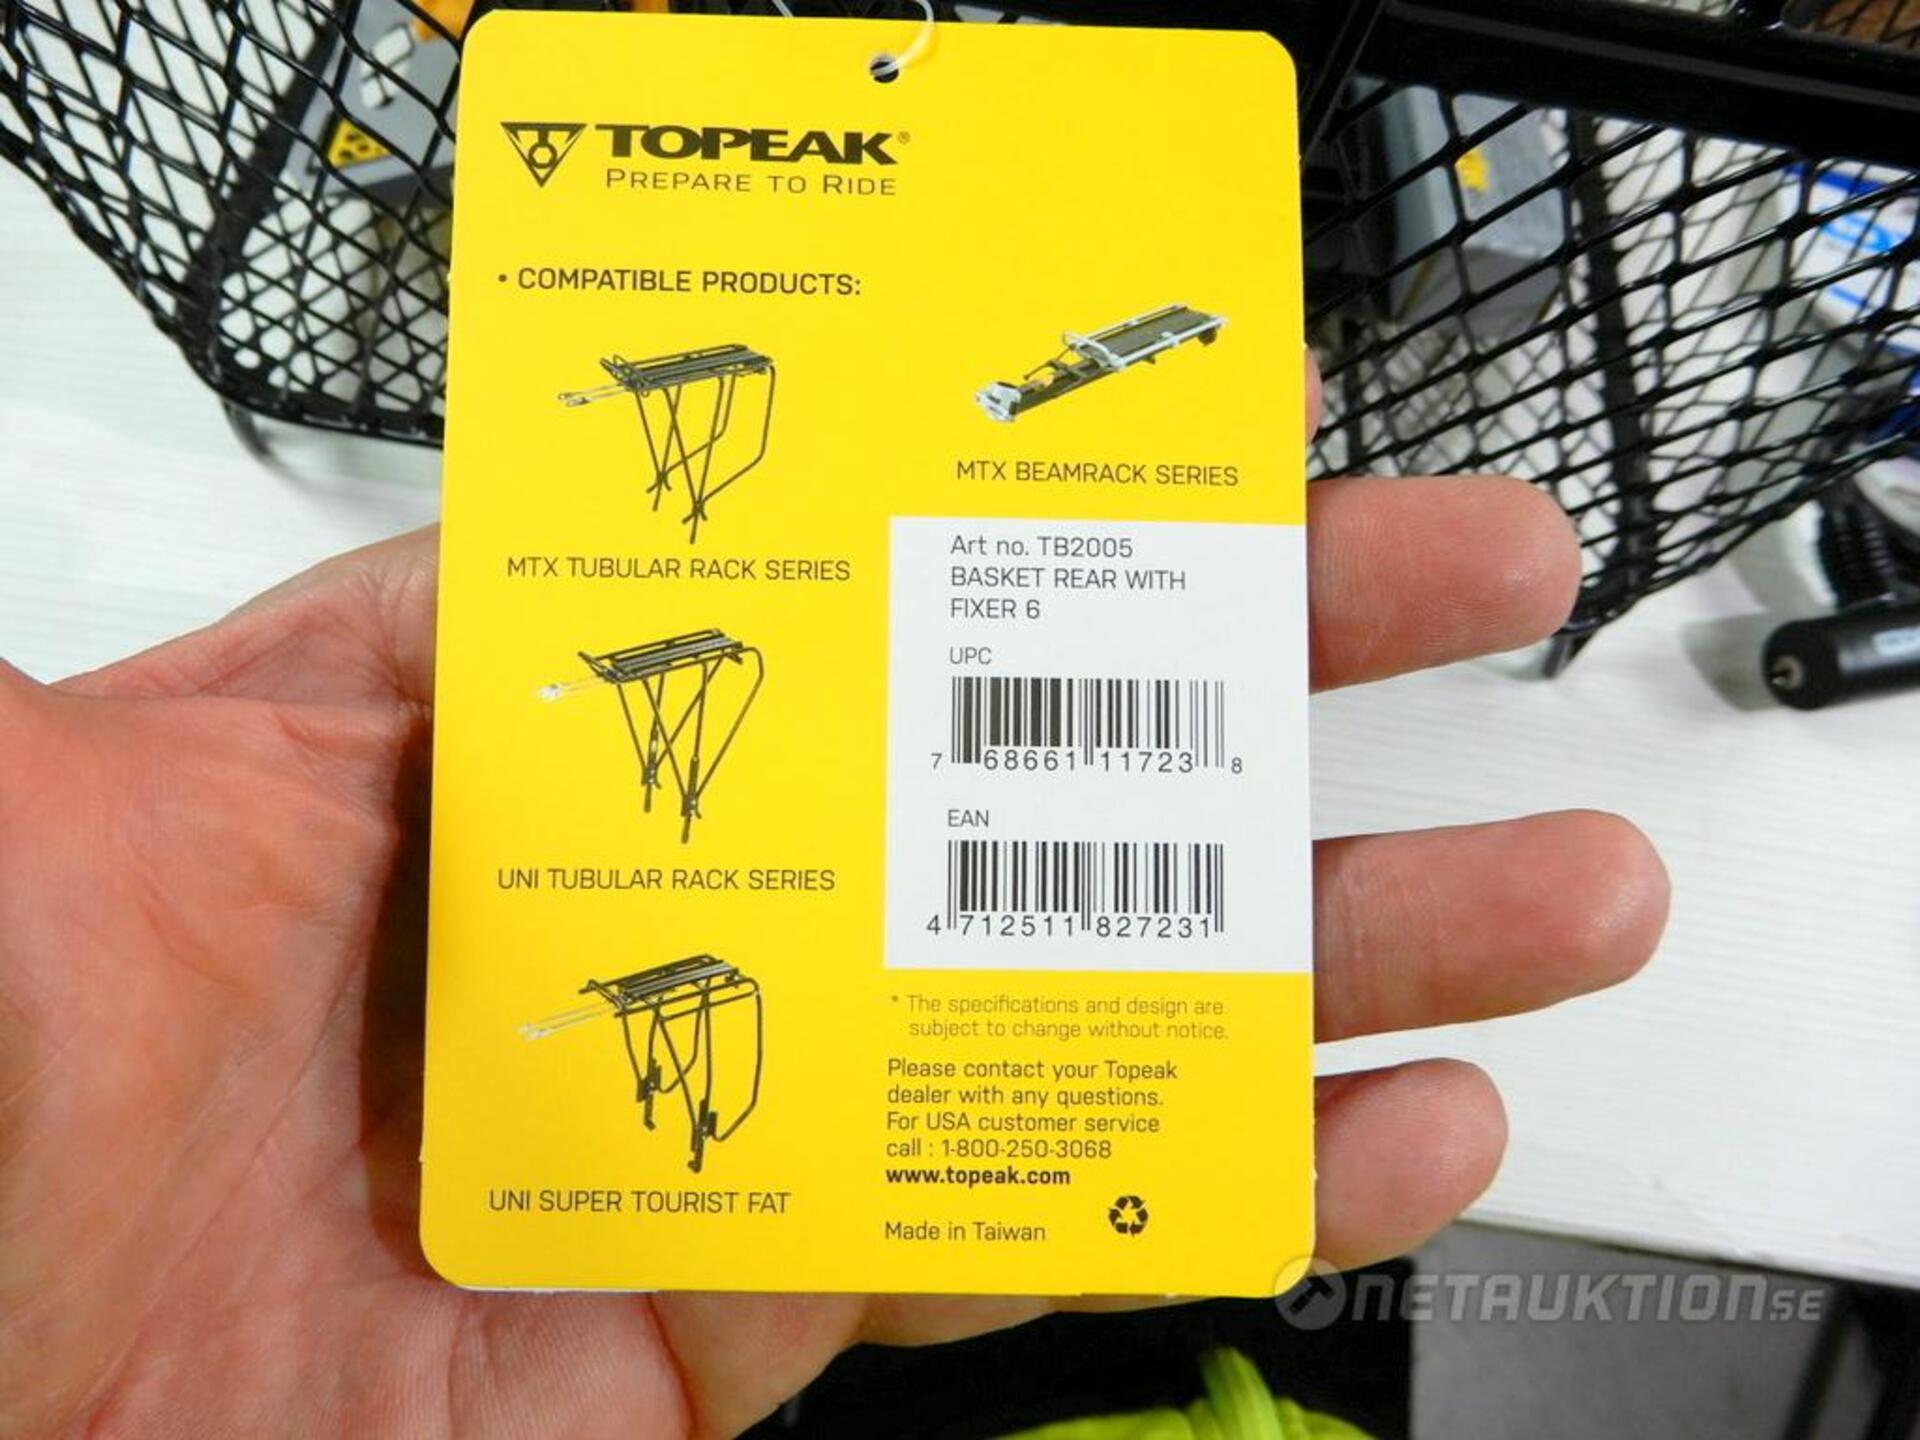 TOPEAK®
PREPARE TO RIDE
• COMPATIBLE PRODUCTS:
MTX TUBULAR RACK SERIES
UNI TUBULAR RACK SERIES
UNI SUPER TOURIST FAT
MTX BEAMRACK SERIES
Art no. TB2005
BASKET REAR WITH
FIXER 6
UPC
7 68661 11723 8
EAN
4 712511 827231
* The specifications and design are
subject to change without notice.
Please contact your Topeak
dealer with any questions.
For USA customer service
call : 1-800-250-3068
www.topeak.com
Made in Taiwan
NETAUKTION.SE